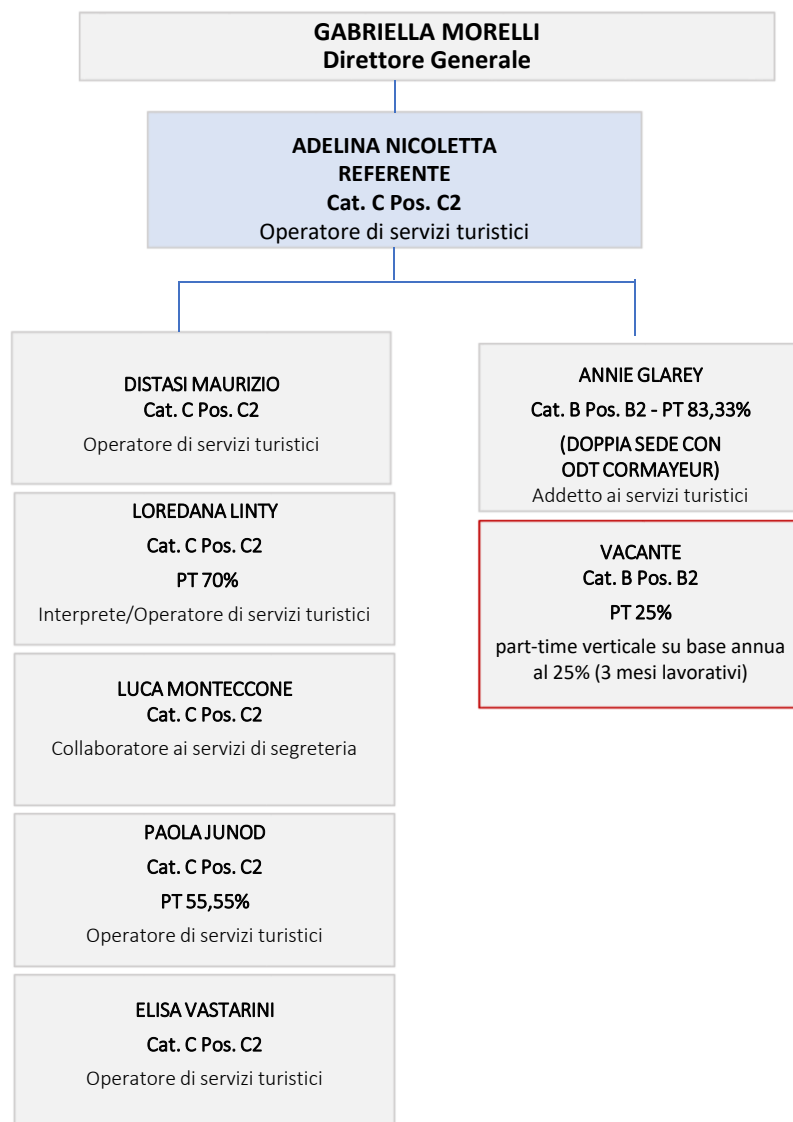 GABRIELLA MORELLI
Direttore Generale
ADELINA NICOLETTA
REFERENTE
Cat. C Pos. C2
Operatore di servizi turistici
DISTASI MAURIZIO
Cat. C Pos. C2
Operatore di servizi turistici
LOREDANA LINTY
Cat. C Pos. C2
PT 70%
Interprete/Operatore di servizi turistici
LUCA MONTECCONE
Cat. C Pos. C2
Collaboratore ai servizi di segreteria
PAOLA JUNOD
Cat. C Pos. C2
PT 55,55%
Operatore di servizi turistici
ELISA VASTARINI
Cat. C Pos. C2
Operatore di servizi turistici
ANNIE GLAREY
Cat. B Pos. B2 - PT 83,33%
(DOPPIA SEDE CON
ODT CORMAYEUR)
Addetto ai servizi turistici
VACANTE
Cat. B Pos. B2
PT 25%
part-time verticale su base annua
al 25% (3 mesi lavorativi)